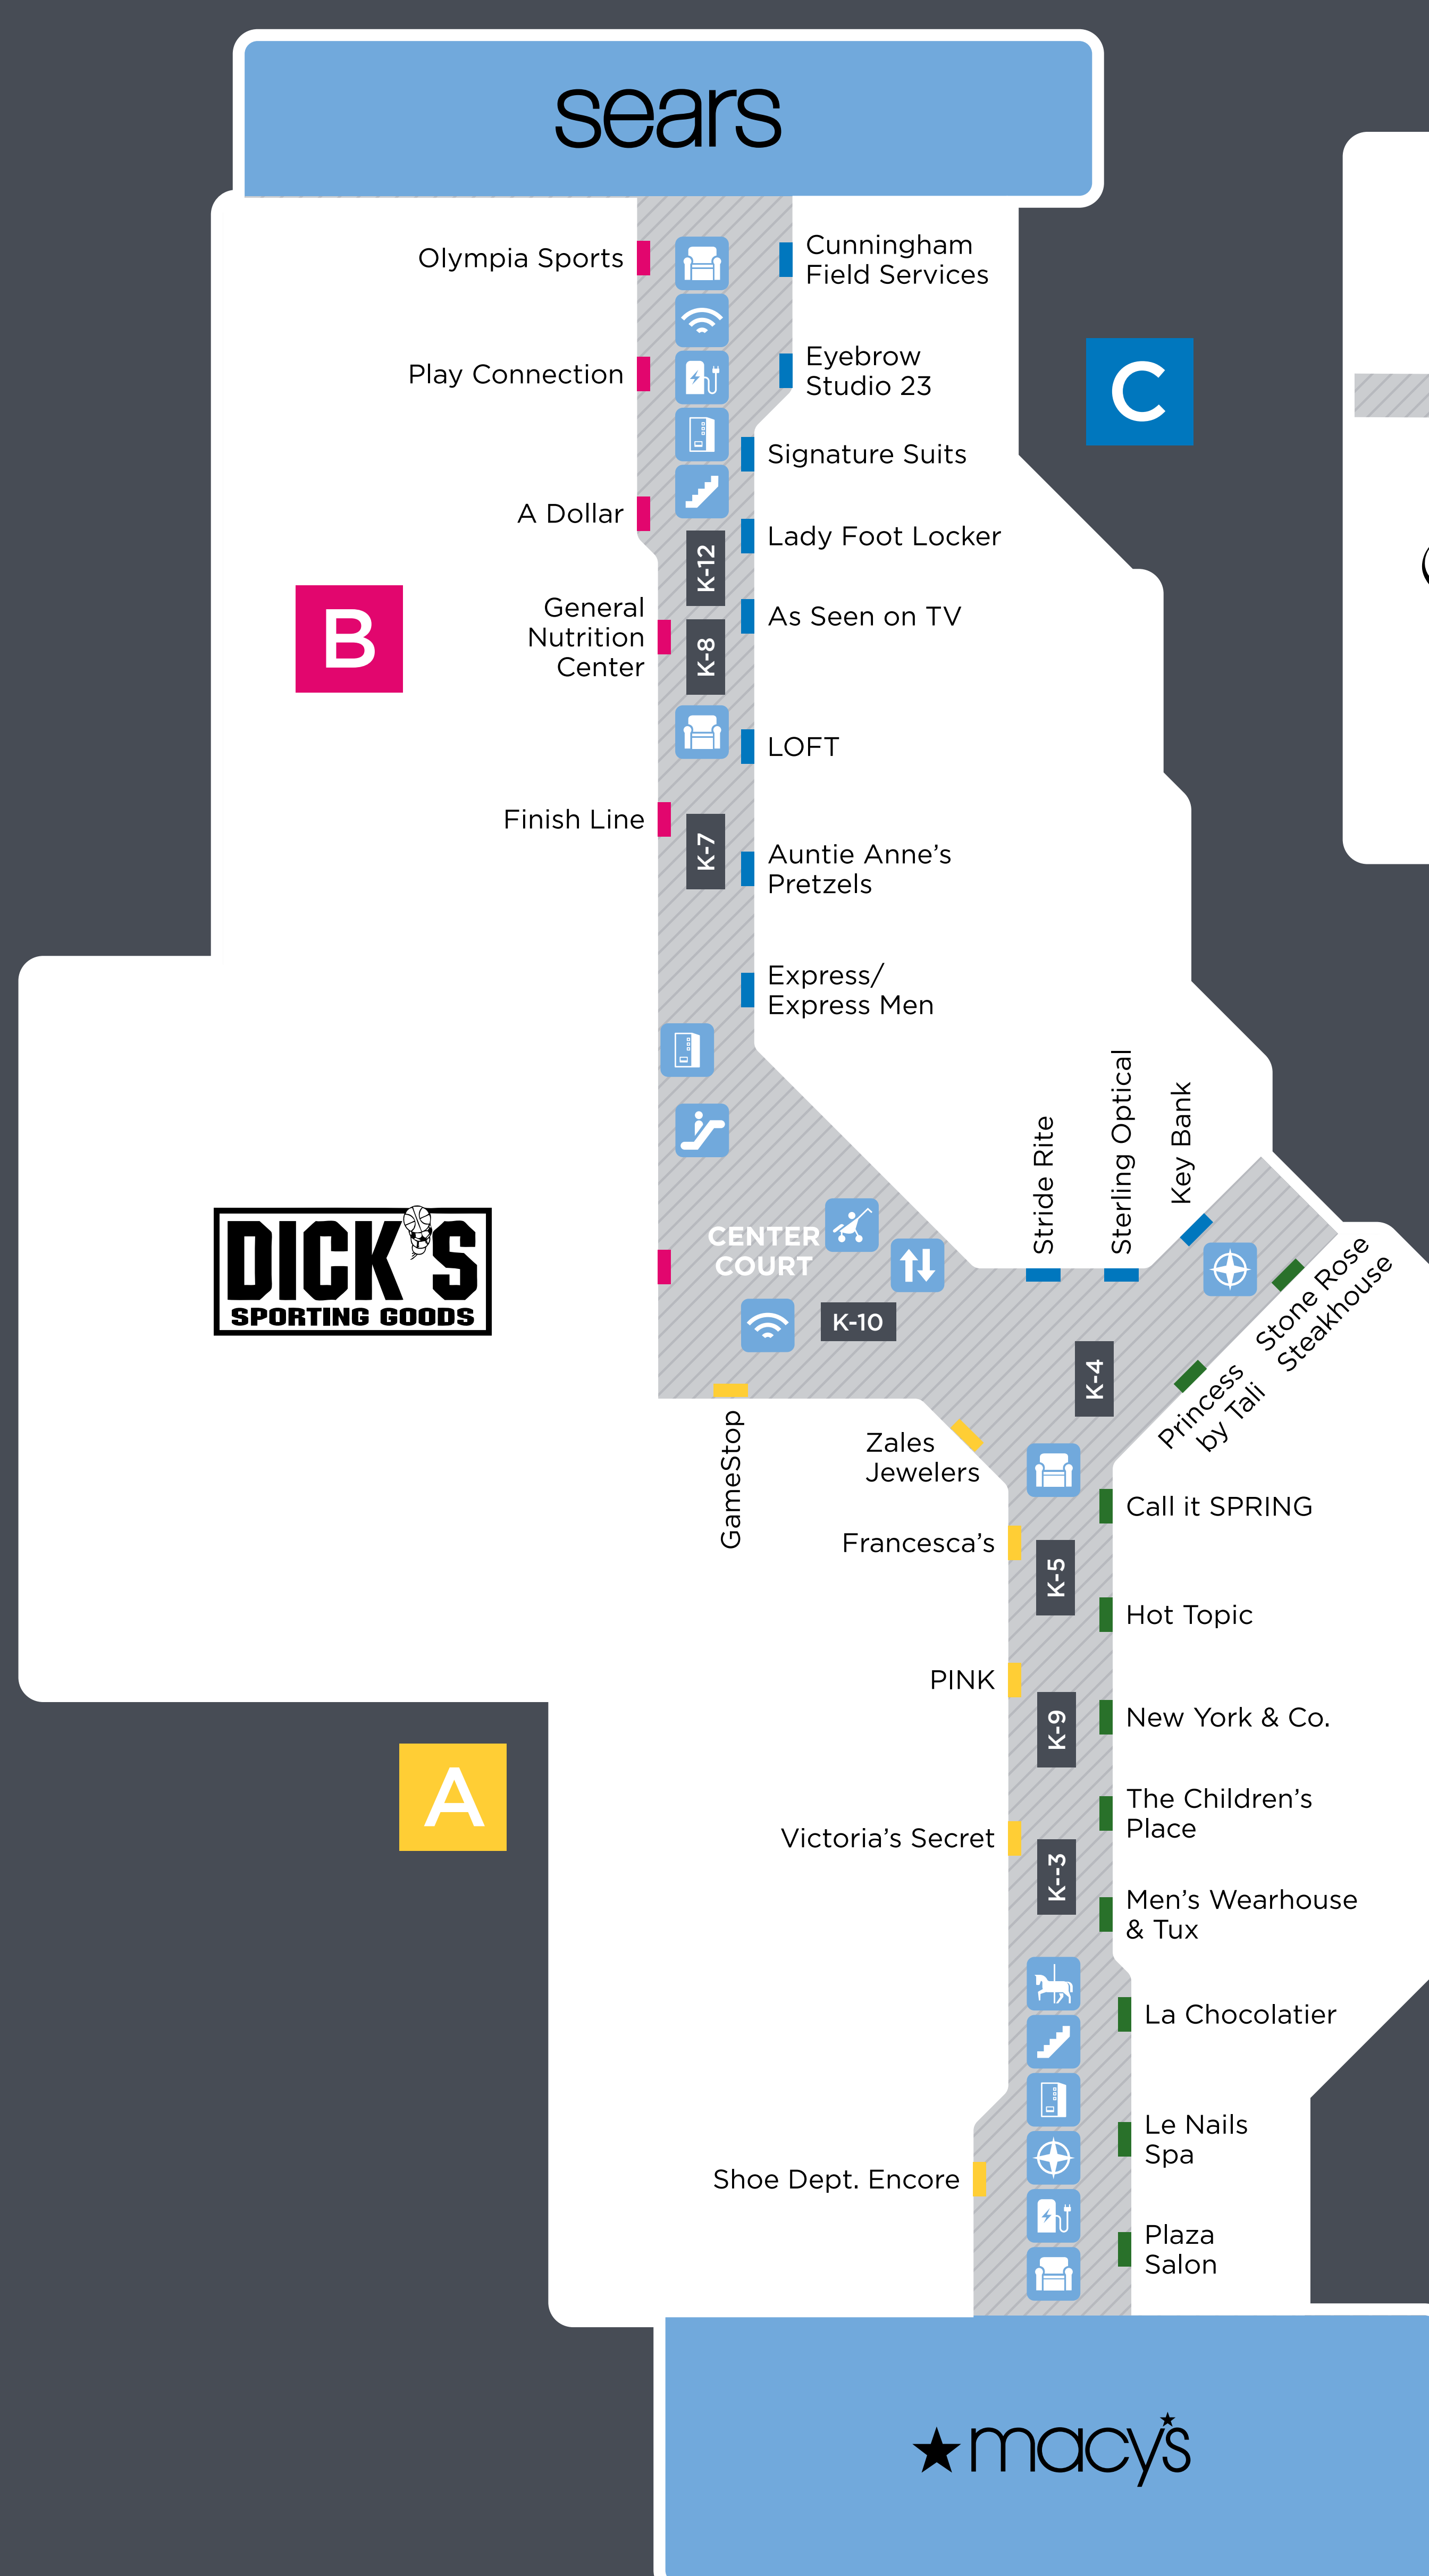 sears
Olympia Sports
Cunningham
Field Services
Play Connection
Eyebrow
Studio 23
C
Signature Suits
A Dollar
Lady Foot Locker
K-12
B
General
Nutrition
Center
As Seen on TV
K-8
LOFT
Finish Line
K-7
Auntie Anne's
Pretzels
Express/
Express Men
Stride Rite
Sterling Optical
Key Bank
DICK'S
SPORTING GOODS
CENTER
COURT
K-10
Stone Rose
Steakhouse
K-4
Princess
by Tali
GameStop
Zales
Jewelers
Call it SPRING
Francesca's
K-5
Hot Topic
PINK
K-9
New York & Co.
A
The Children's
Place
Victoria's Secret
K--3
Men's Wearhouse
& Tux
La Chocolatier
Le Nails
Spa
Shoe Dept. Encore
Plaza
Salon
macy's